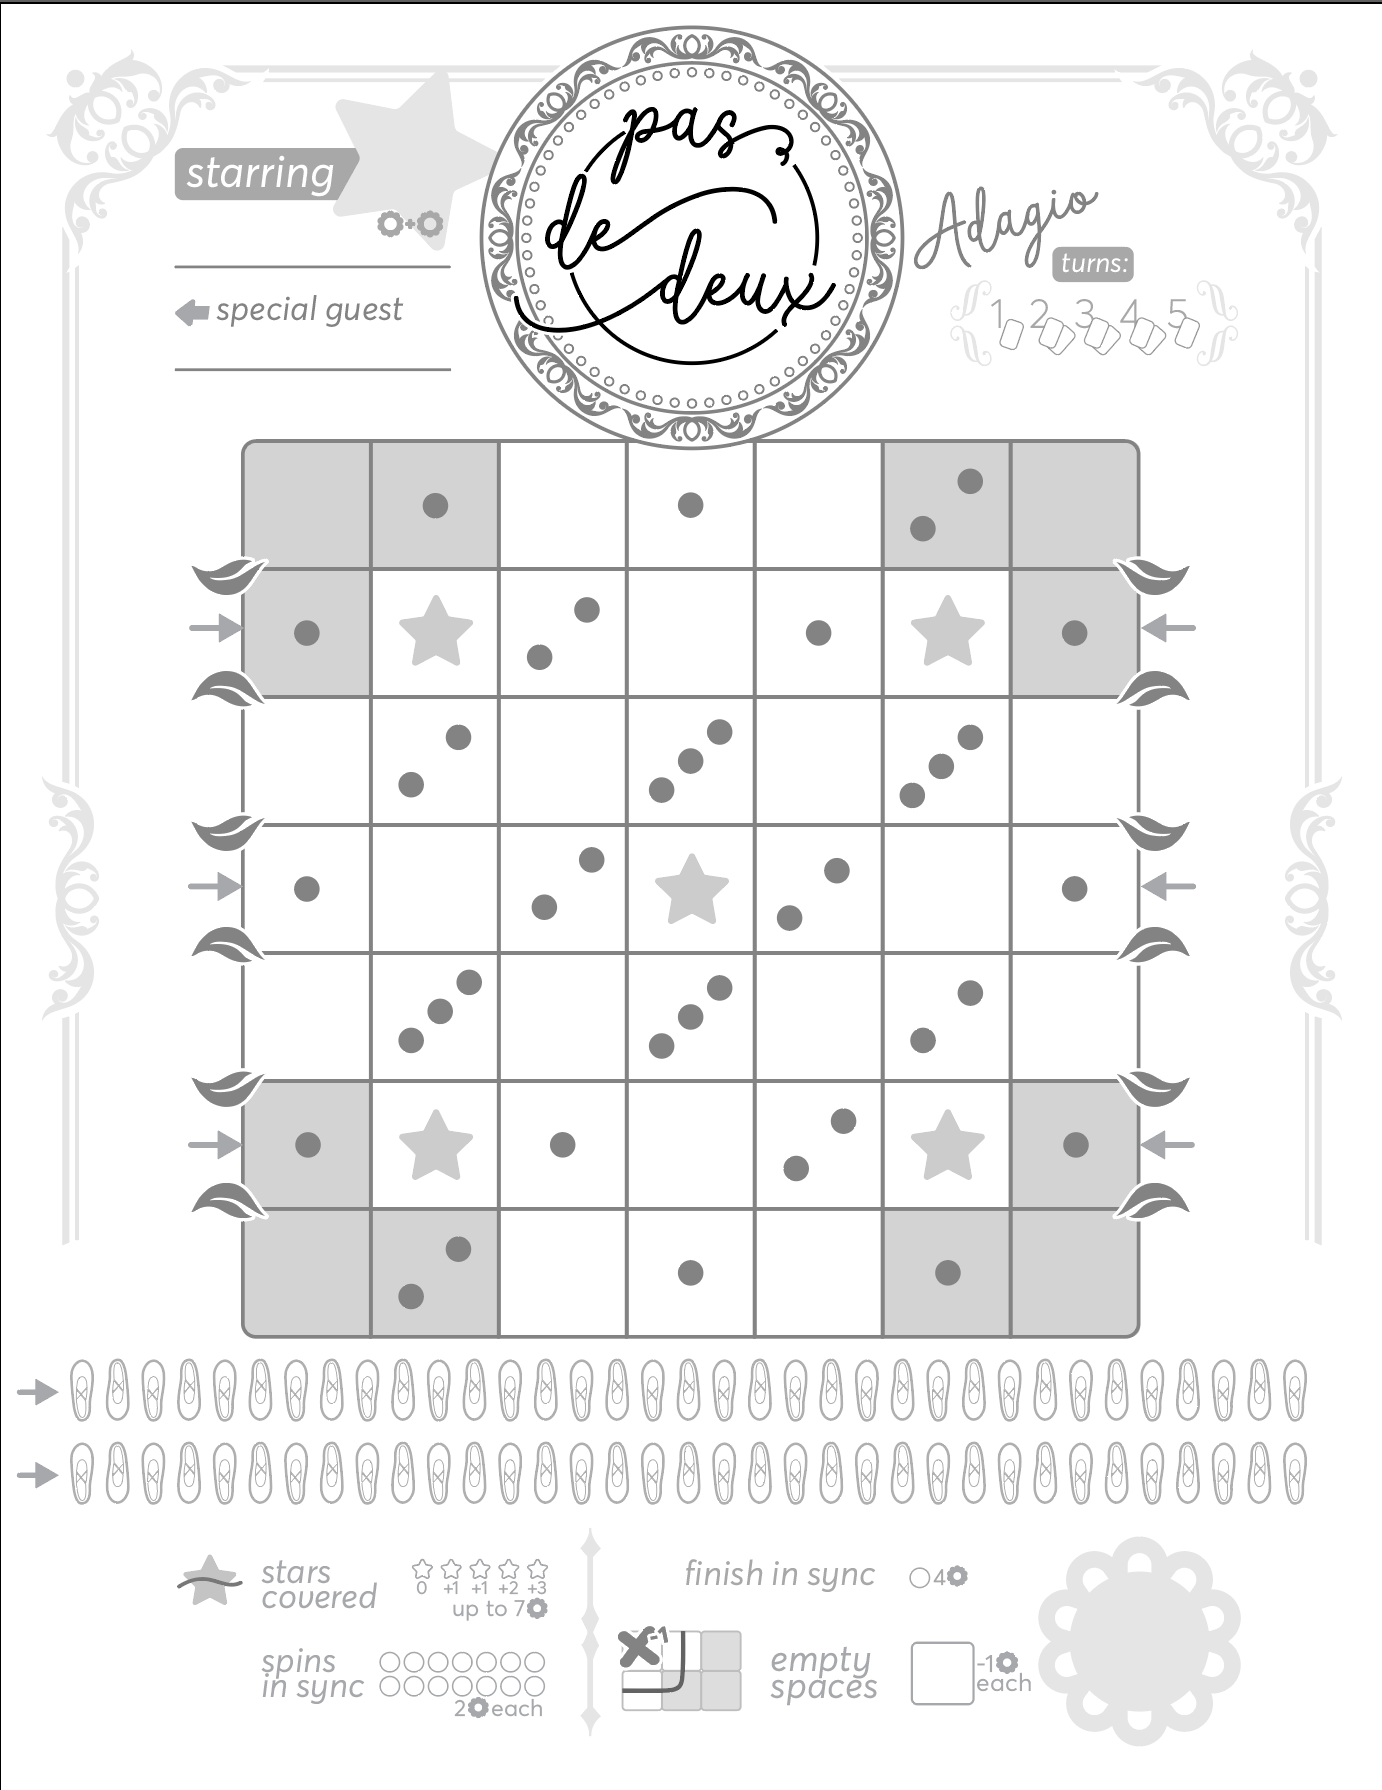 pas
de
deux
starring
+
special guest
Adagio
turns:
1 2 3 4 5
stars
covered
0 +1 +1 +2 +3
up to 7
spins
in sync
2 each
finish in sync
4
-1
empty
spaces
-1
each